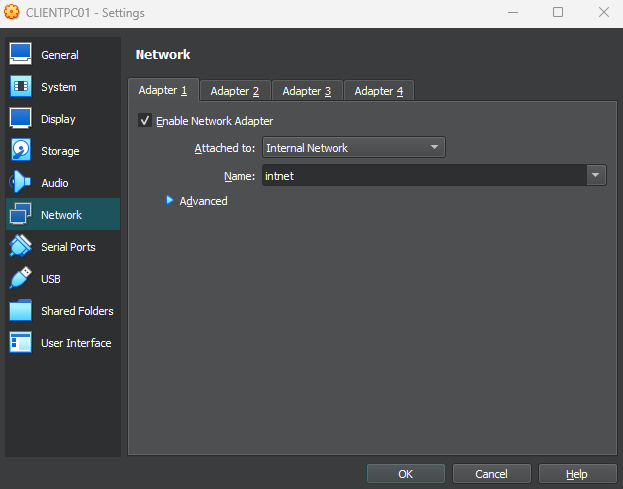 CLIENTPC01 - Settings
General
System
Display
Storage
Audio
Network
Serial Ports
USB
Shared Folders
User Interface
Network
Adapter 1
Adapter 2
Adapter 3
Adapter 4
Enable Network Adapter
Attached to: Internal Network
Name: intnet
Advanced
OK
Cancel
Help